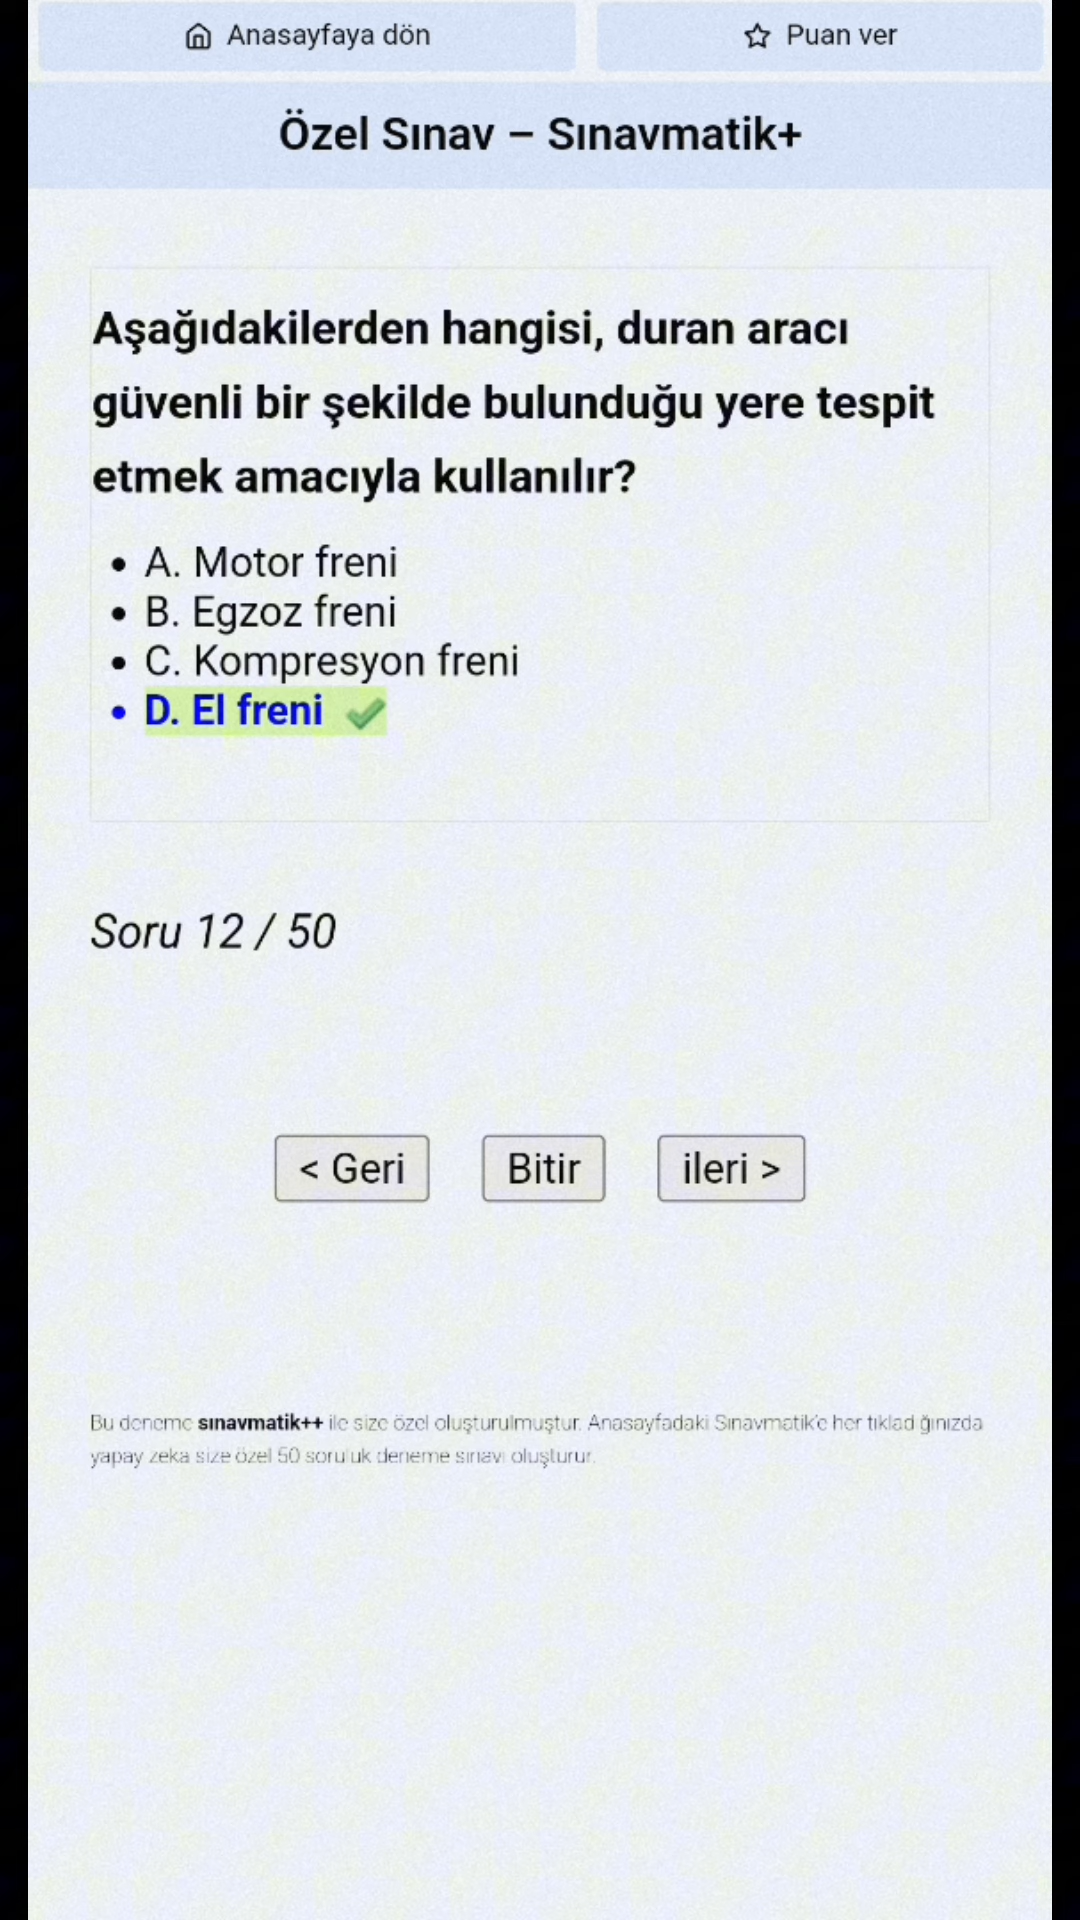 Anasayfaya dön
Puan ver
Özel Sınav – Sınavmatik+
Aşağıdakilerden hangisi, duran aracı
güvenli bir şekilde bulunduğu yere tespit
etmek amacıyla kullanılır?
A. Motor freni
B. Egzoz freni
C. Kompresyon freni
D. El freni
Soru 12 / 50
< Geri
Bitir
ileri >
Bu deneme sınavmatik++ ile size özel oluşturulmuştur. Anasayfadaki Sınavmatik'e her tıkladığınızda
yapay zeka size özel 50 soruluk deneme sınavı oluşturur.